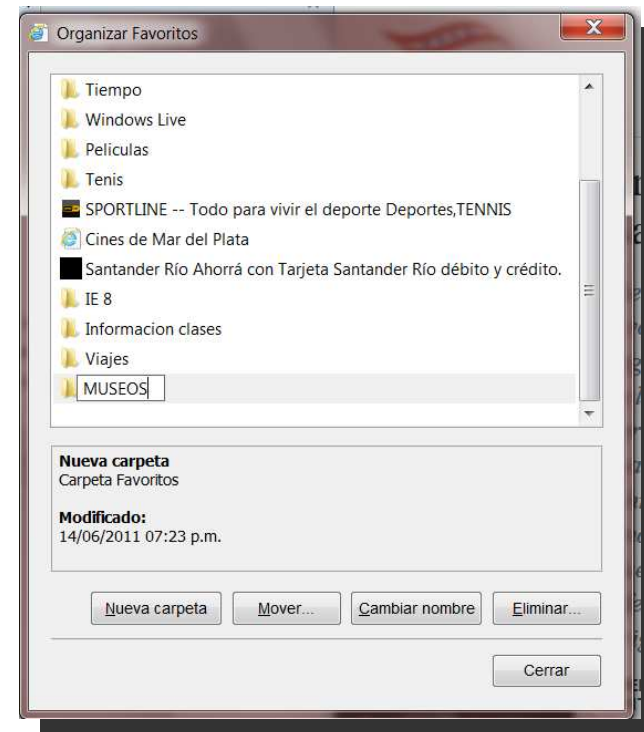 Organizar Favoritos
Tiempo
Windows Live
Peliculas
Tenis
SPORTLINE -- Todo para vivir el deporte Deportes,TENNIS
Cines de Mar del Plata
Santander Río Ahorrá con Tarjeta Santander Río débito y crédito.
IE 8
Informacion clases
Viajes
MUSEOS
Nueva carpeta
Carpeta Favoritos
Modificado:
14/06/2011 07:23 p.m.
Nueva carpeta Mover... Cambiar nombre Eliminar...
Cerrar